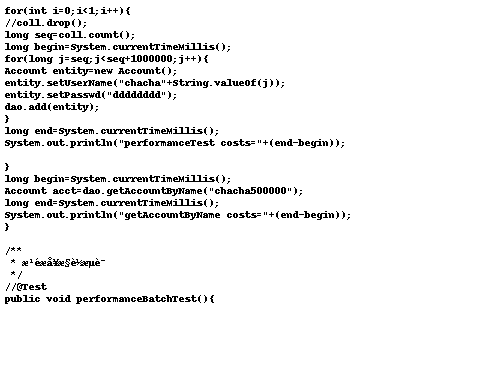 for(int i=0;i<1;i++){
//coll.drop();
long seq=coll.count();
long begin=System.currentTimeMillis();
for(long j=seq;j<seq+1000000;j++){
Account entity=new Account();
entity.setUserName("chacha"+String.valueOf(j));
entity.setPasswd("dddddddd");
dao.add(entity);
}
long end=System.currentTimeMillis();
System.out.println("performanceTest costs="+(end-begin));
}
long begin=System.currentTimeMillis();
Account acct=dao.getAccountByName("chacha500000");
long end=System.currentTimeMillis();
System.out.println("getAccountByName costs="+(end-begin));
}
/**
*
*/
//@Test
public void performanceBatchTest(){